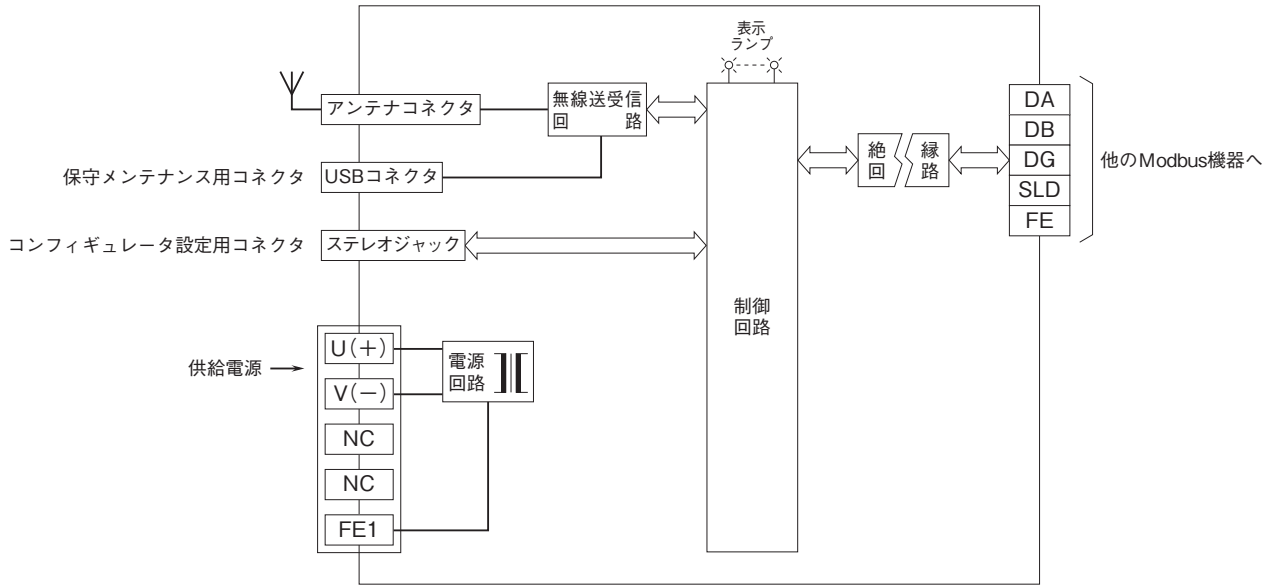 表示
ランプ
アンテナコネクタ
無線送受信
回 路
保守メンテナンス用コネクタ
USBコネクタ
コンフィギュレータ設定用コネクタ
ステレオジャック
制御
回路
絶 縁
回 路
DA
DB
DG
SLD
FE
他のModbus機器へ
供給電源
U(+)
V(-)
NC
NC
FE1
電源
回路